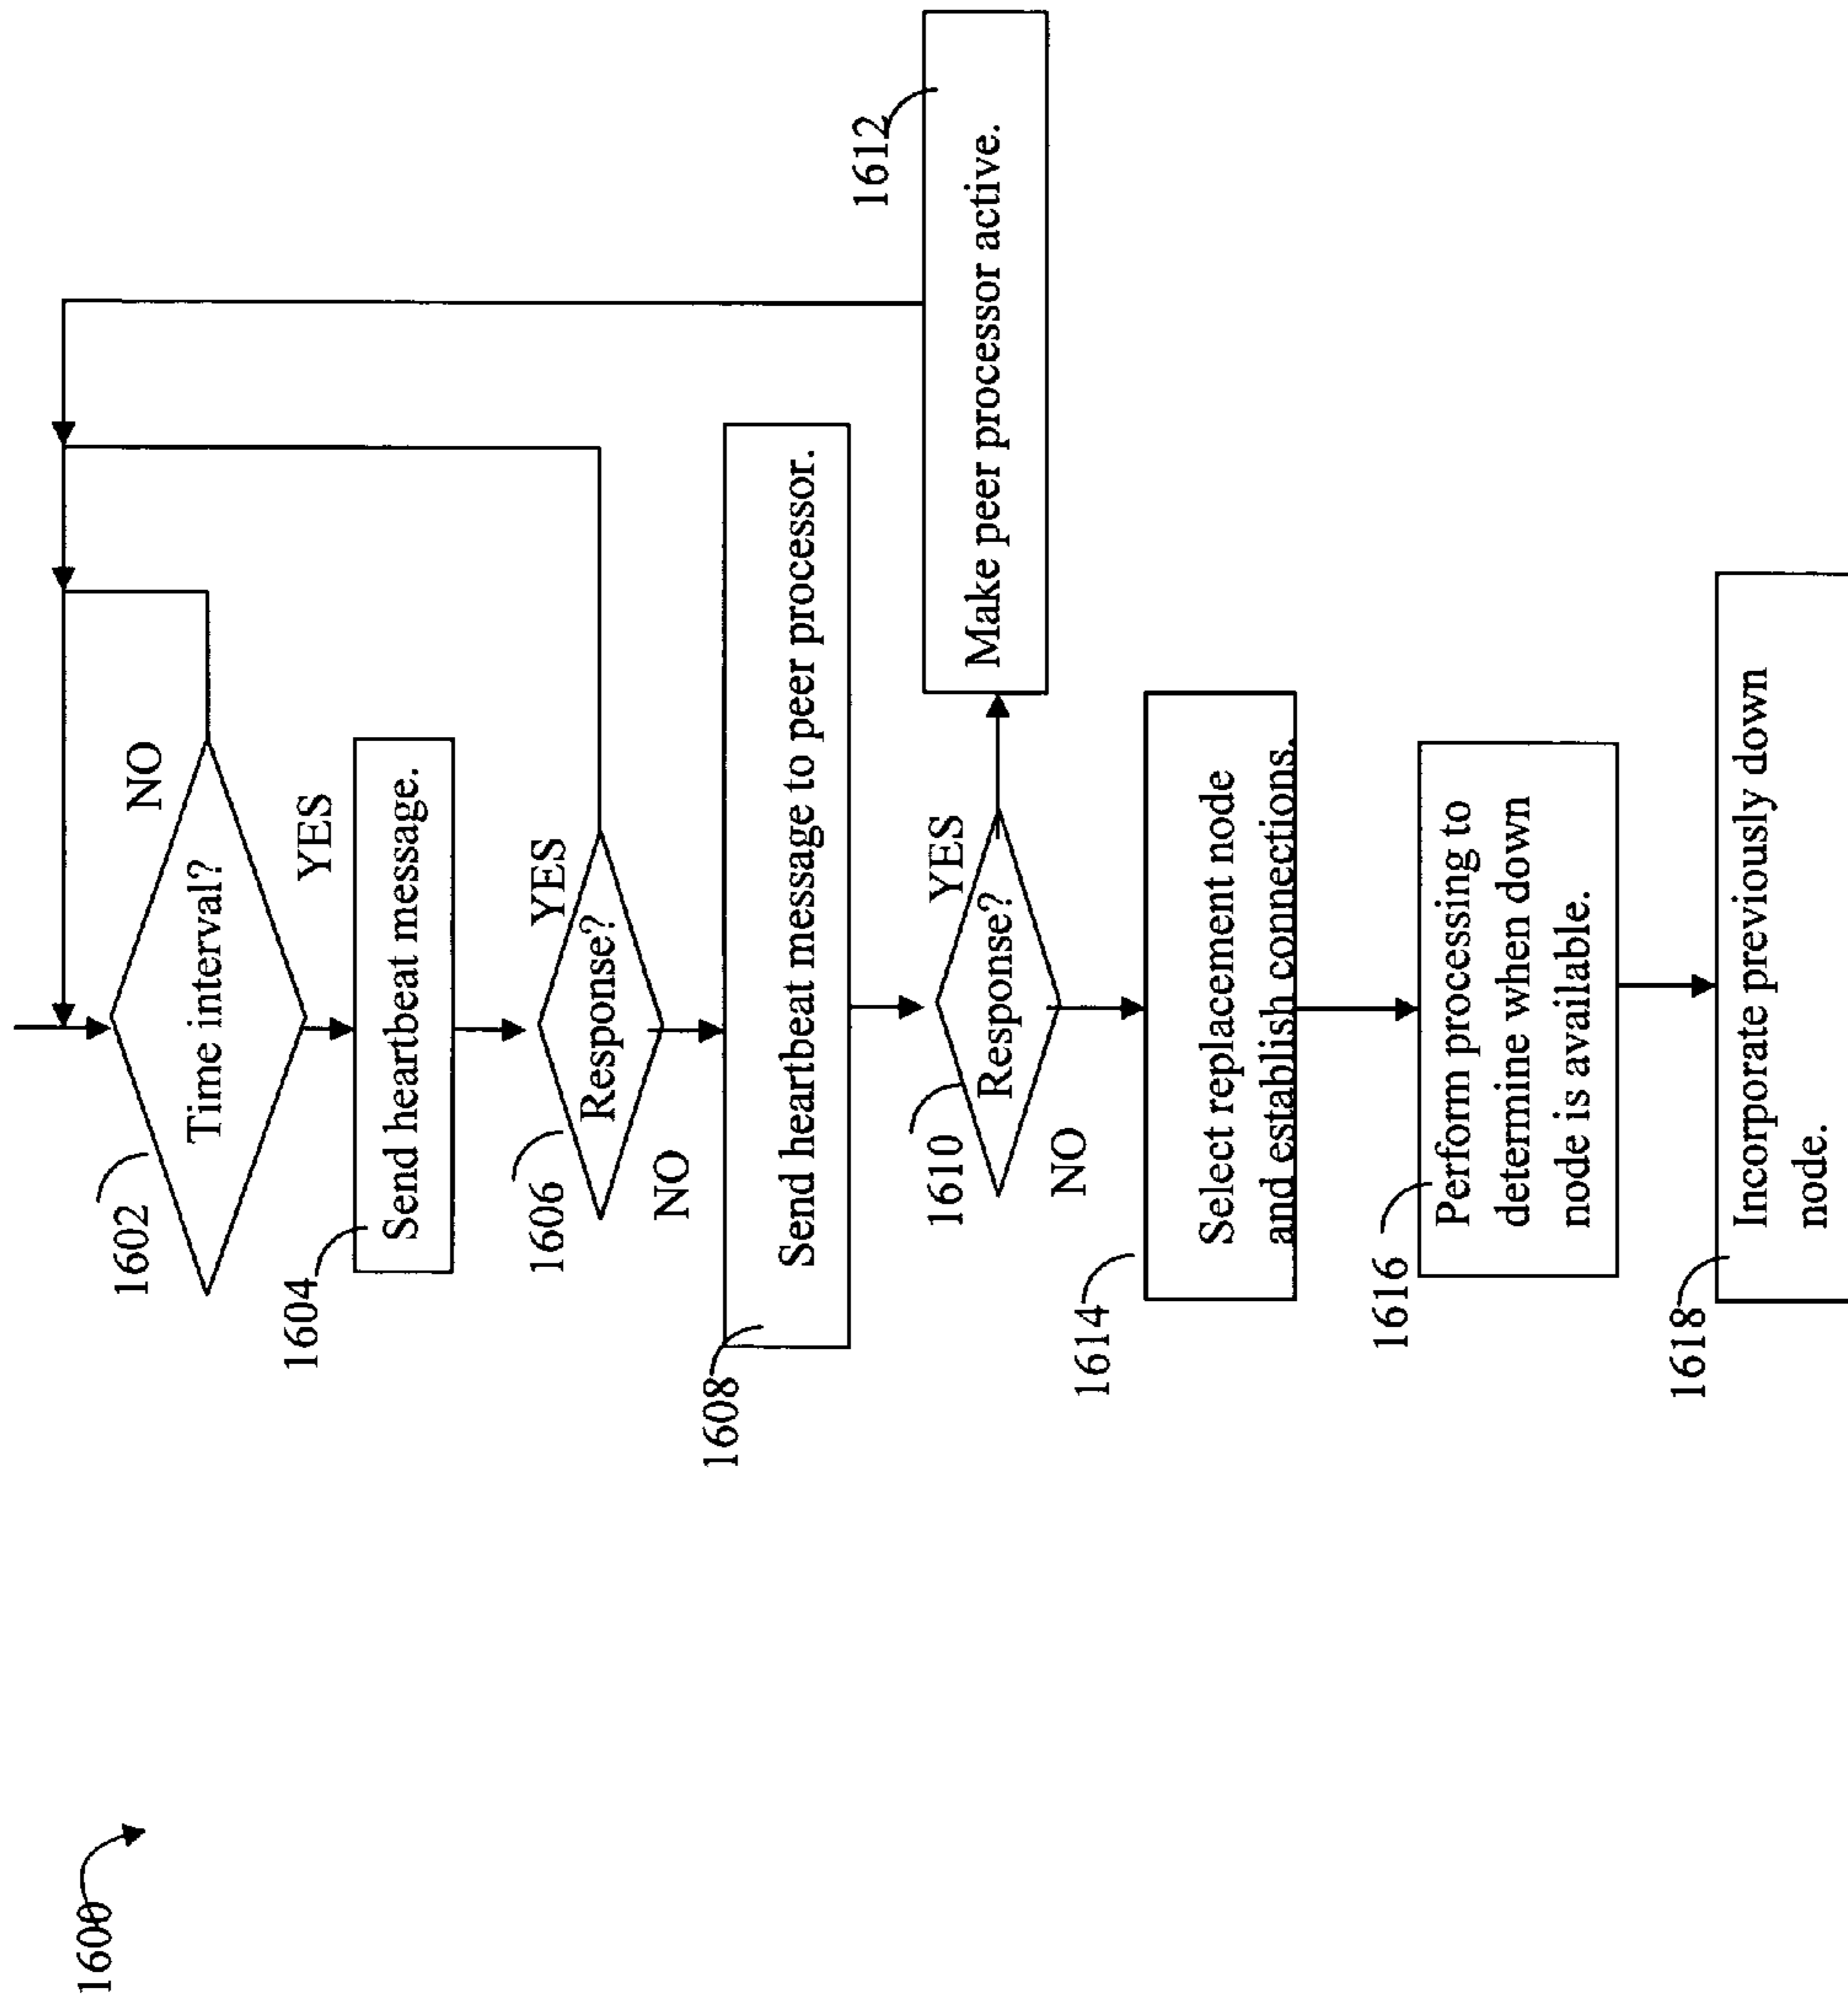 1600
1602
Time interval?
NO
YES
1604
Send heartbeat message.
1606
Response?
YES
NO
1608
Send heartbeat message to peer processor.
1610
Response?
YES
NO
1612
Make peer processor active.
1614
Select replacement node
and establish connections.
1616
Perform processing to
determine when down
node is available.
1618
Incorporate previously down
node.